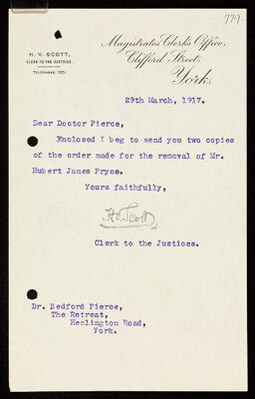 779.
Magistrates Clerks Office,
Clifford Street,
York.
H. V. SCOTT,
CLERK TO THE JUSTICES.
TELEPHONE 195.
29th March, 1917.
Dear Doctor Pierce,
Enclosed I beg to send you two copies
of the order made for the removal of Mr.
Hubert James Pryce.
Yours faithfully,
H.V. Scott
Clerk to the Justices.
Dr. Bedford Pierce,
The Retreat,
Heslington Road,
York.